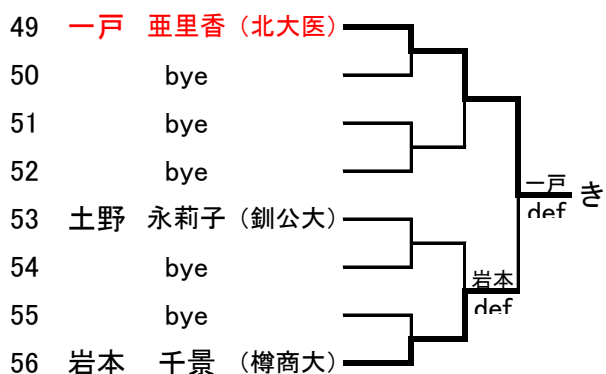 49 一戸 亜里香 (北大医)
50 bye
51 bye
52 bye
一戸 き
def
53 土野 永莉子 (釧公大)
54 bye
岩本
def
55 bye
56 岩本 千景 (樽商大)